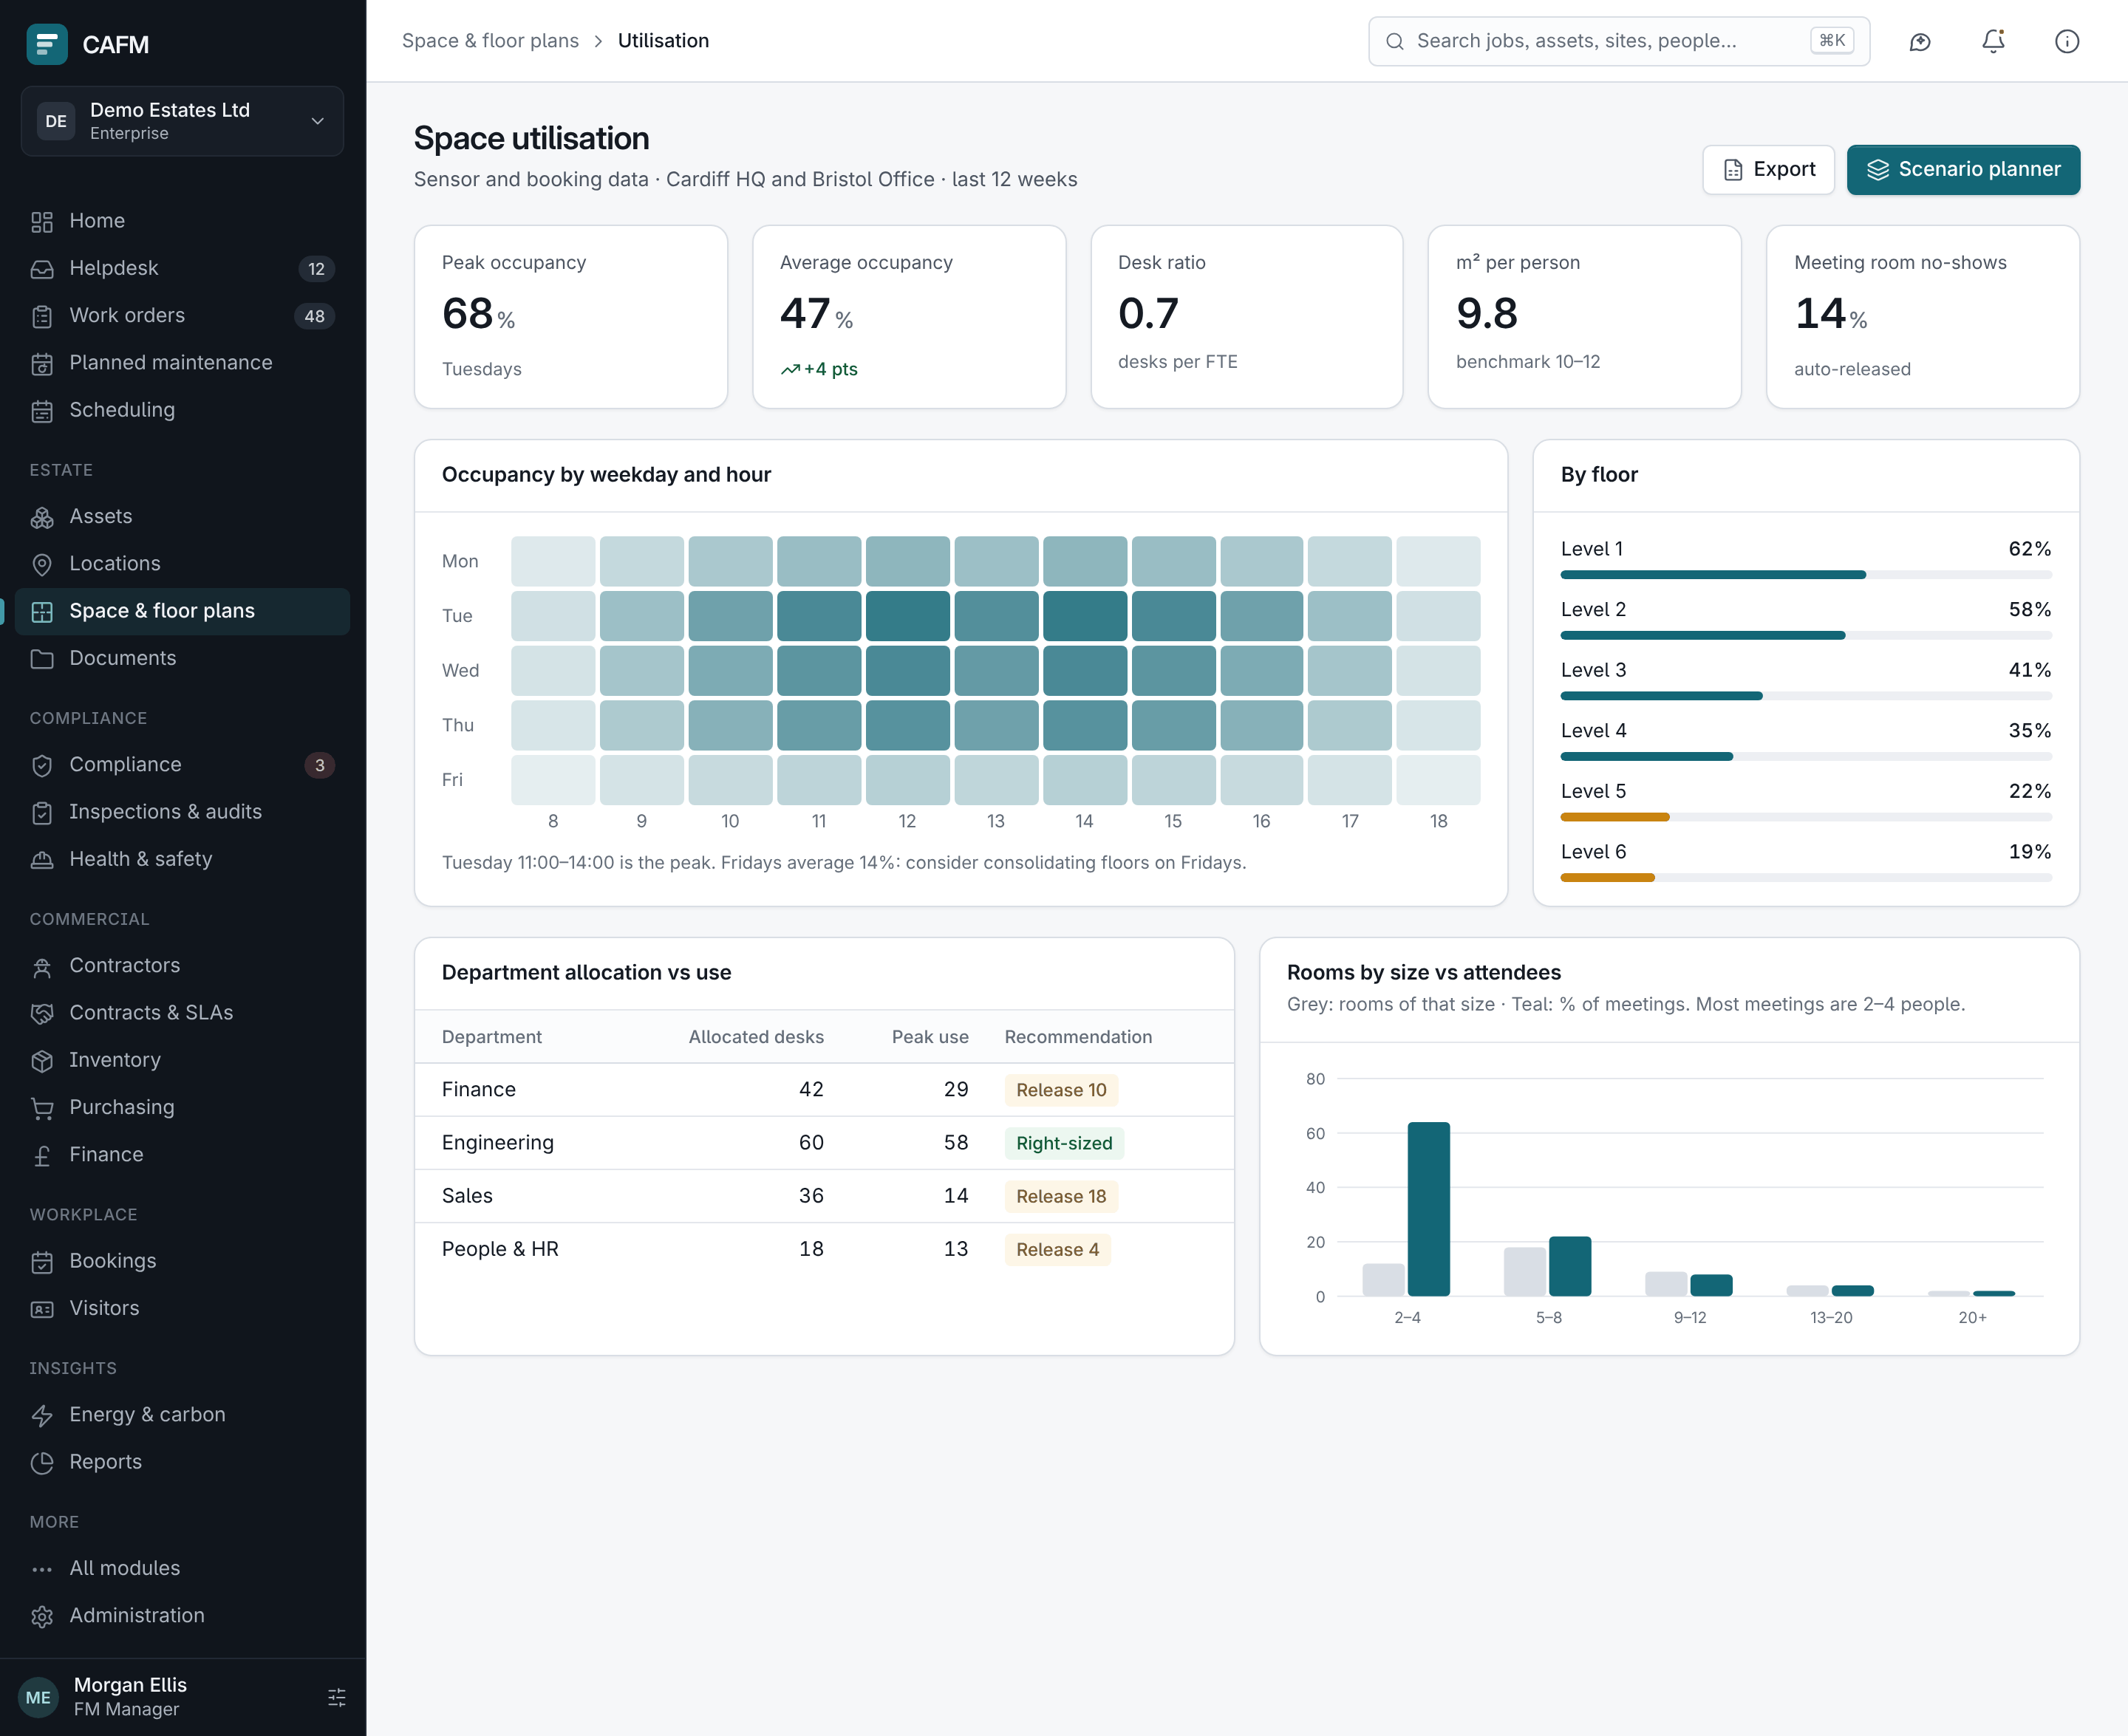 CAFM
DE
Demo Estates Ltd
Enterprise
Home
Helpdesk 12
Work orders 48
Planned maintenance
Scheduling
ESTATE
Assets
Locations
Space & floor plans
Documents
COMPLIANCE
Compliance 3
Inspections & audits
Health & safety
COMMERCIAL
Contractors
Contracts & SLAs
Inventory
Purchasing
Finance
WORKPLACE
Bookings
Visitors
INSIGHTS
Energy & carbon
Reports
MORE
All modules
Administration
ME
Morgan Ellis
FM Manager
Space & floor plans Utilisation
Search jobs, assets, sites, people... ⌘K
Space utilisation
Sensor and booking data · Cardiff HQ and Bristol Office · last 12 weeks
Export
Scenario planner
Peak occupancy
68%
Tuesdays
Average occupancy
47%
+4 pts
Desk ratio
0.7
desks per FTE
m² per person
9.8
benchmark 10–12
Meeting room no-shows
14%
auto-released
Occupancy by weekday and hour
Mon
Tue
Wed
Thu
Fri
8 9 10 11 12 13 14 15 16 17 18
Tuesday 11:00–14:00 is the peak. Fridays average 14%: consider consolidating floors on Fridays.
By floor
Level 1 62%
Level 2 58%
Level 3 41%
Level 4 35%
Level 5 22%
Level 6 19%
Department allocation vs use
Department Allocated desks Peak use Recommendation
Finance 42 29 Release 10
Engineering 60 58 Right-sized
Sales 36 14 Release 18
People & HR 18 13 Release 4
Rooms by size vs attendees
Grey: rooms of that size · Teal: % of meetings. Most meetings are 2–4 people.
80
60
40
20
0
2–4 5–8 9–12 13–20 20+